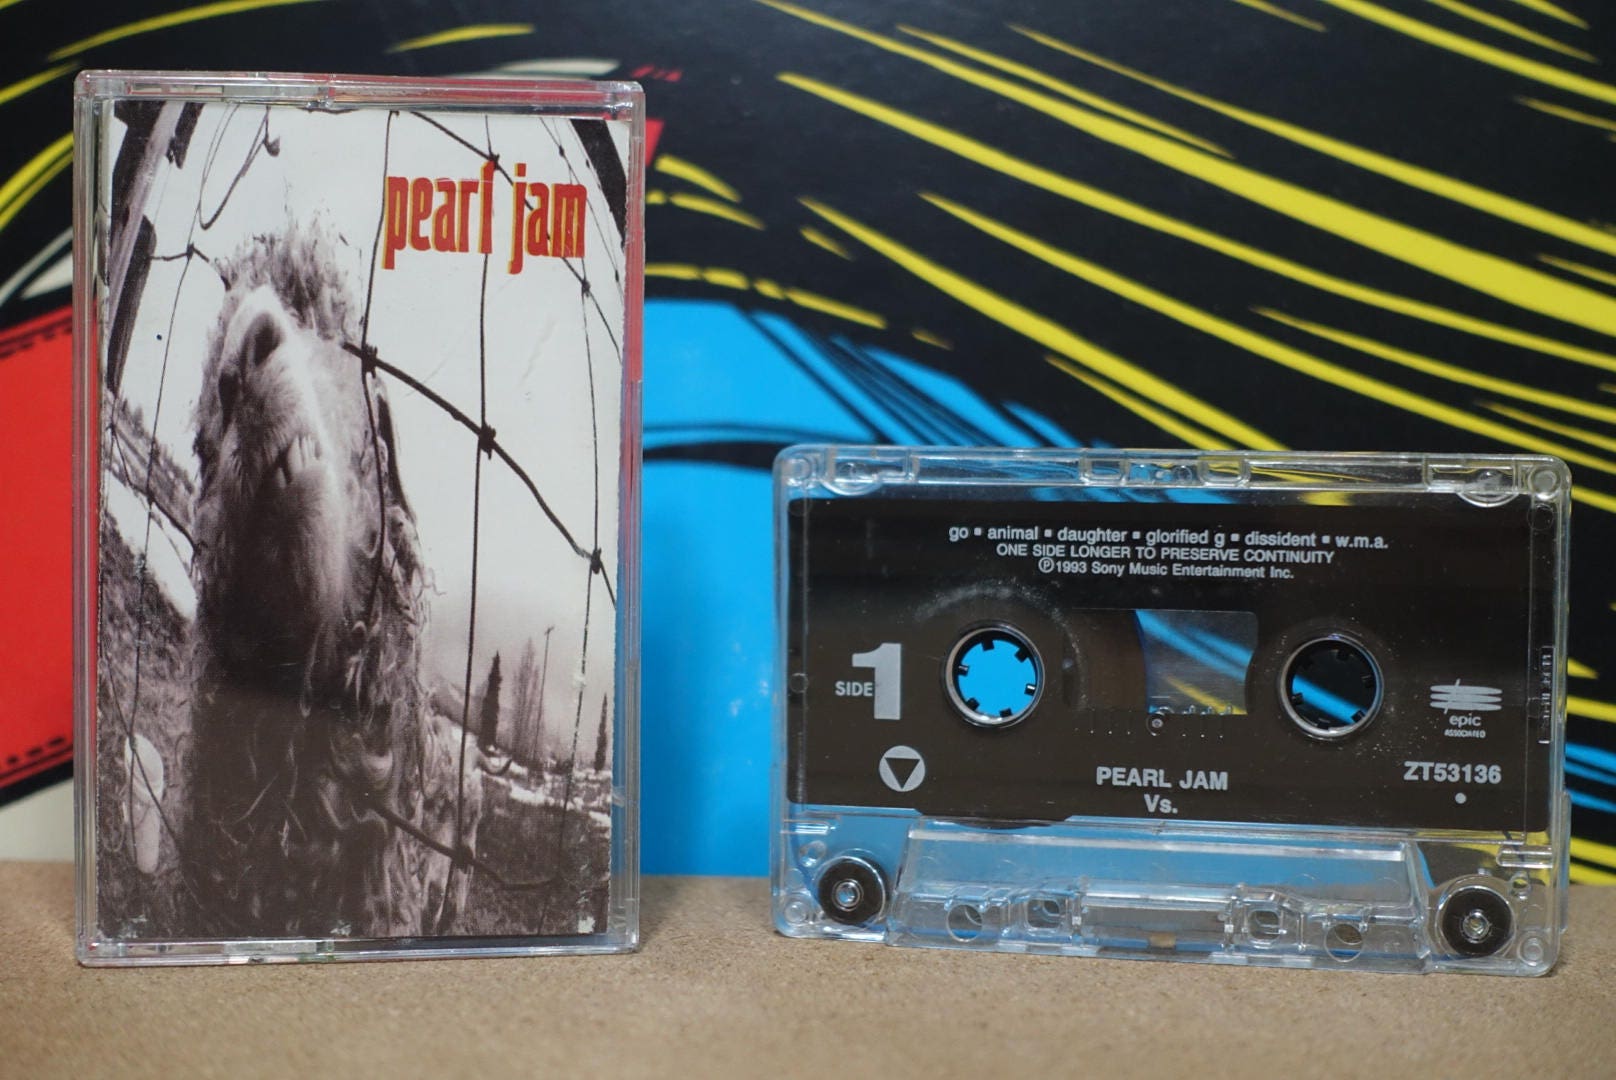 pearl jam
go ▪ animal ▪ daughter ▪ glorified g ▪ dissident ▪ w.m.a.
ONE SIDE LONGER TO PRESERVE CONTINUITY
℗1993 Sony Music Entertainment Inc.
SIDE 1
epic
ASSOCIATED
ZT53136
PEARL JAM
Vs.